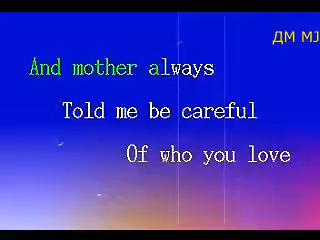 ДМ MJ
And mother always
Told me be careful
Of who you love